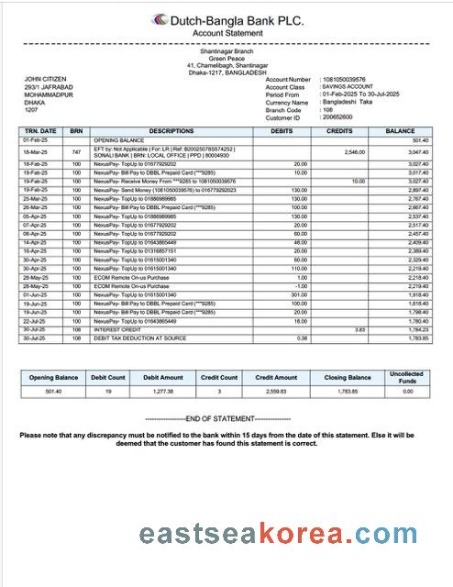 Dutch-Bangla Bank PLC.
Account Statement
Shantinagar Branch
Green Peace
41, Chamelibagh, Shantinagar
Dhaka-1217, BANGLADESH
JOHN CITIZEN
293/1 JAFRABAD
MOHAMMADPUR
DHAKA
1207
Account Number : 1081050039576
Account Class : SAVINGS ACCOUNT
Period From : 01-Feb-2025 To 30-Jul-2025
Currency Name : Bangladeshi Taka
Branch Code : 108
Customer ID : 200652600
TRN. DATE BRN DESCRIPTIONS DEBITS CREDITS BALANCE
01-Feb-25 OPENING BALANCE 501.40
18-Mar-25 747 EFT by: Not Applicable | For: LR | Ref: B200250785574252 | SONALI BANK | BRN: LOCAL OFFICE | PPD | 80004930 2,546.00 3,047.40
18-Feb-25 100 NexusPay- TopUp to 01677929202 20.00 3,027.40
19-Feb-25 100 NexusPay- Bill Pay to DBBL Prepaid Card (***9285) 10.00 3,017.40
19-Feb-25 100 NexusPay- Receive Money From ***9285 to 1081050039576 10.00 3,027.40
19-Feb-25 100 NexusPay- Send Money (1081050039576) to 016779292023 130.00 2,897.40
25-Mar-25 100 NexusPay- TopUp to 01886989985 130.00 2,767.40
26-Mar-25 100 NexusPay- Bill Pay to DBBL Prepaid Card (***9285) 100.00 2,667.40
05-Apr-25 100 NexusPay- TopUp to 01886989985 130.00 2,537.40
07-Apr-25 100 NexusPay- TopUp to 01677929202 20.00 2,517.40
08-Apr-25 100 NexusPay- TopUp to 01677929202 60.00 2,457.40
14-Apr-25 100 NexusPay- TopUp to 01643865449 48.00 2,409.40
16-Apr-25 100 NexusPay- TopUp to 01316857151 20.00 2,389.40
30-Apr-25 100 NexusPay- TopUp to 01615001340 60.00 2,329.40
30-Apr-25 100 NexusPay- TopUp to 01615001340 110.00 2,219.40
26-May-25 100 ECOM Remote On-us Purchase 1.00 2,218.40
26-May-25 100 ECOM Remote On-us Purchase -1.00 2,219.40
01-Jun-25 100 NexusPay- TopUp to 01615001340 301.00 1,918.40
19-Jun-25 100 NexusPay- Bill Pay to DBBL Prepaid Card (***9285) 100.00 1,818.40
19-Jun-25 100 NexusPay- Bill Pay to DBBL Prepaid Card (***9285) 20.00 1,798.40
22-Jul-25 100 NexusPay- TopUp to 01643865449 18.00 1,780.40
30-Jul-25 108 INTEREST CREDIT 3.83 1,784.23
30-Jul-25 108 DEBIT TAX DEDUCTION AT SOURCE 0.38 1,783.85
Opening Balance Debit Count Debit Amount Credit Count Credit Amount Closing Balance Uncollected Funds
501.40 19 1,277.38 3 2,559.83 1,783.85 0.00
-----------------END OF STATEMENT---------------
Please note that any discrepancy must be notified to the bank within 15 days from the date of this statement. Else it will be
deemed that the customer has found this statement is correct.
eastseakorea.com